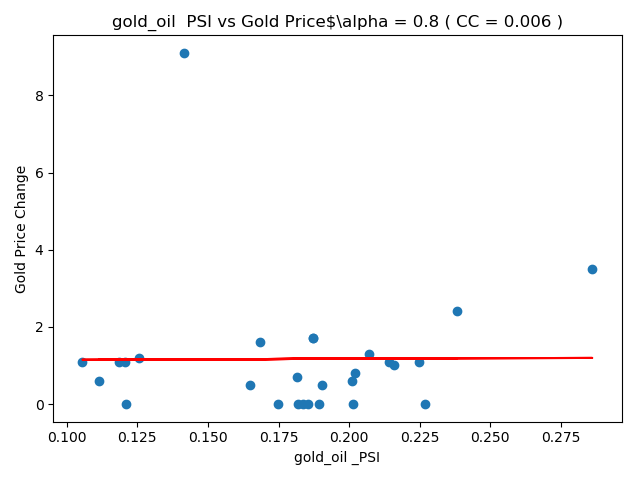 gold_oil  PSI vs Gold Price$\alpha = 0.8 ( CC = 0.006 )
Gold Price Change
8
6
4
2
0
0.100 0.125 0.150 0.175 0.200 0.225 0.250 0.275
gold_oil _PSI